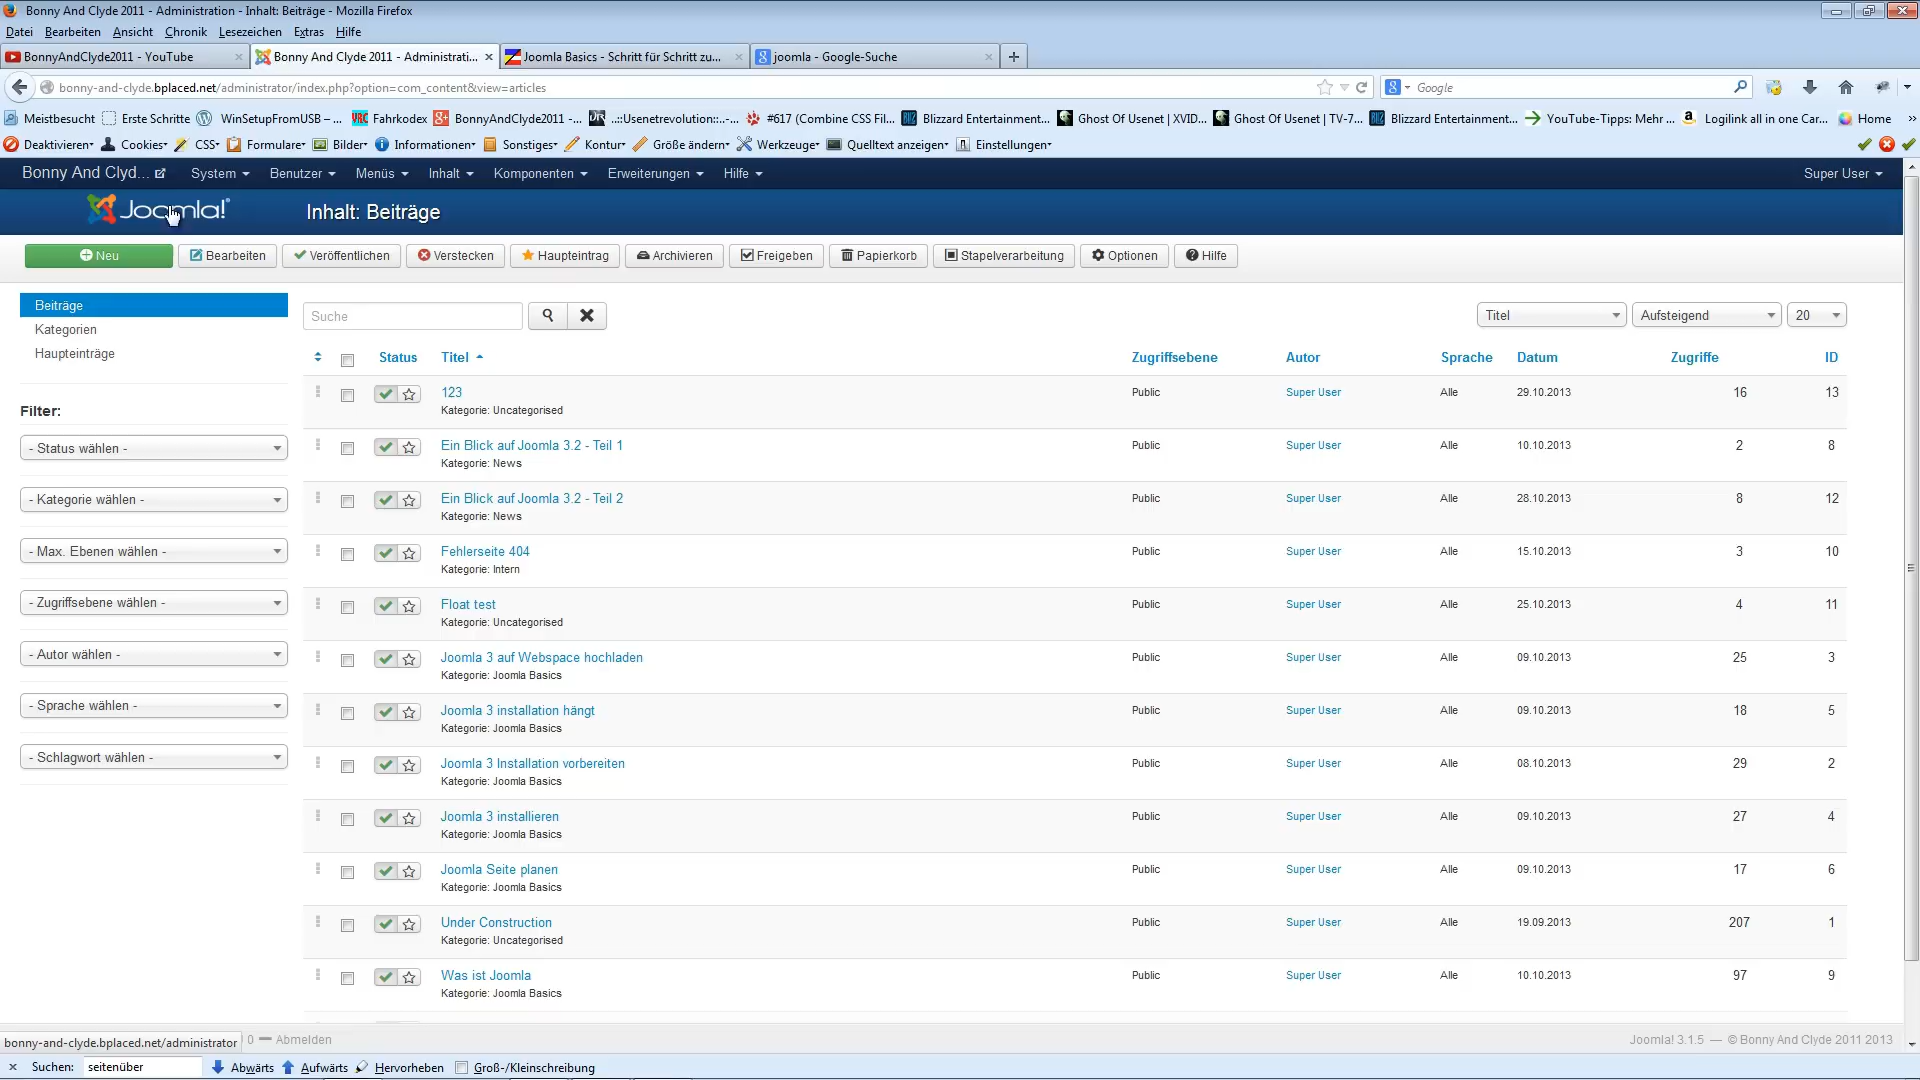 Bonny And Clyde 2011 - Administration - Inhalt: Beiträge - Mozilla Firefox
Datei Bearbeiten Ansicht Chronik Lesezeichen Extras Hilfe
BonnyAndClyde2011 - YouTube Bonny And Clyde 2011 - Administrati... Joomla Basics - Schritt für Schritt zu... joomla - Google-Suche
bonny-and-clyde.bplaced.net/administrator/index.php?option=com_content&view=articles Google
Meistbesucht Erste Schritte WinSetupFromUSB – ... Fahrkodex BonnyAndClyde2011 -... ..::Usenetrevolution::..-... #617 (Combine CSS Fil... Blizzard Entertainment... Ghost Of Usenet | XVID... Ghost Of Usenet | TV-7... Blizzard Entertainment... YouTube-Tipps: Mehr ... Logilink all in one Car... Home
Deaktivieren Cookies CSS Formulare Bilder Informationen Sonstiges Kontur Größe ändern Werkzeuge Quelltext anzeigen Einstellungen
Bonny And Clyd... System Benutzer Menüs Inhalt Komponenten Erweiterungen Hilfe Super User
Joomla! Inhalt: Beiträge
Neu Bearbeiten Veröffentlichen Verstecken Haupteintrag Archivieren Freigeben Papierkorb Stapelverarbeitung Optionen Hilfe
Beiträge
Kategorien
Haupteinträge
Filter:
- Status wählen -
- Kategorie wählen -
- Max. Ebenen wählen -
- Zugriffsebene wählen -
- Autor wählen -
- Sprache wählen -
- Schlagwort wählen -
Suche Titel Aufsteigend 20
Status Titel Zugriffsebene Autor Sprache Datum Zugriffe ID
123 Public Super User Alle 29.10.2013 16 13
Kategorie: Uncategorised
Ein Blick auf Joomla 3.2 - Teil 1 Public Super User Alle 10.10.2013 2 8
Kategorie: News
Ein Blick auf Joomla 3.2 - Teil 2 Public Super User Alle 28.10.2013 8 12
Kategorie: News
Fehlerseite 404 Public Super User Alle 15.10.2013 3 10
Kategorie: Intern
Float test Public Super User Alle 25.10.2013 4 11
Kategorie: Uncategorised
Joomla 3 auf Webspace hochladen Public Super User Alle 09.10.2013 25 3
Kategorie: Joomla Basics
Joomla 3 installation hängt Public Super User Alle 09.10.2013 18 5
Kategorie: Joomla Basics
Joomla 3 Installation vorbereiten Public Super User Alle 08.10.2013 29 2
Kategorie: Joomla Basics
Joomla 3 installieren Public Super User Alle 09.10.2013 27 4
Kategorie: Joomla Basics
Joomla Seite planen Public Super User Alle 09.10.2013 17 6
Kategorie: Joomla Basics
Under Construction Public Super User Alle 19.09.2013 207 1
Kategorie: Uncategorised
Was ist Joomla Public Super User Alle 10.10.2013 97 9
Kategorie: Joomla Basics
bonny-and-clyde.bplaced.net/administrator 0 Abmelden Joomla! 3.1.5 — © Bonny And Clyde 2011 2013
Suchen: seitenüber Abwärts Aufwärts Hervorheben Groß-/Kleinschreibung